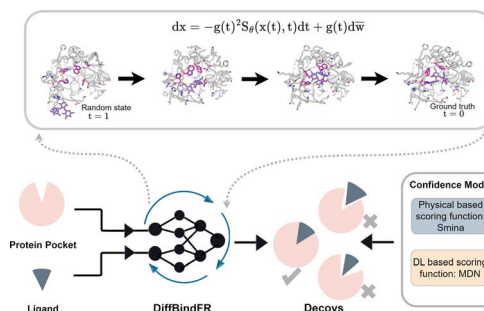 dx = −g(t)²S_θ(x(t), t)dt + g(t)dw̅
Random state
t = 1
Ground truth
t = 0
Protein Pocket
Ligand
DiffBindFR
Decoys
Confidence Mod
Physical based
scoring function:
Smina
DL based scoring
function: MDN